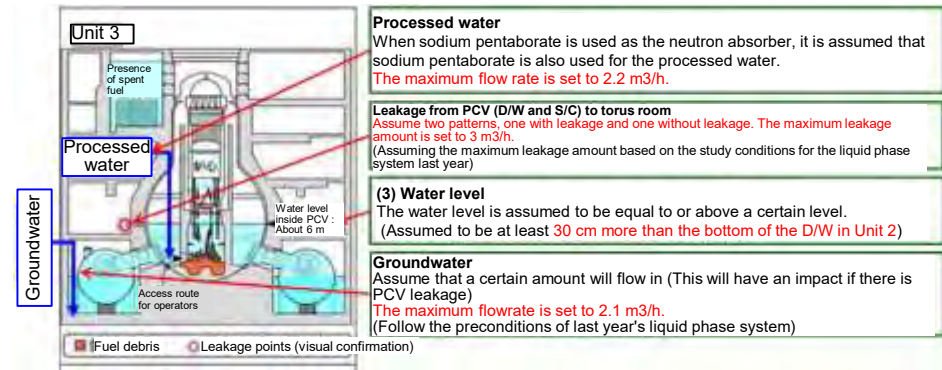 Unit 3
Presence
of spent
fuel
Processed
water
Groundwater
Water level
inside PCV :
About 6 m
Access route
for operators
Fuel debris
Leakage points (visual confirmation)
Processed water
When sodium pentaborate is used as the neutron absorber, it is assumed that
sodium pentaborate is also used for the processed water.
The maximum flow rate is set to 2.2 m3/h.
Leakage from PCV (D/W and S/C) to torus room
Assume two patterns, one with leakage and one without leakage. The maximum leakage
amount is set to 3 m3/h.
(Assuming the maximum leakage amount based on the study conditions for the liquid phase
system last year)
(3) Water level
The water level is assumed to be equal to or above a certain level.
(Assumed to be at least 30 cm more than the bottom of the D/W in Unit 2)
Groundwater
Assume that a certain amount will flow in (This will have an impact if there is
PCV leakage)
The maximum flowrate is set to 2.1 m3/h.
(Follow the preconditions of last year's liquid phase system)